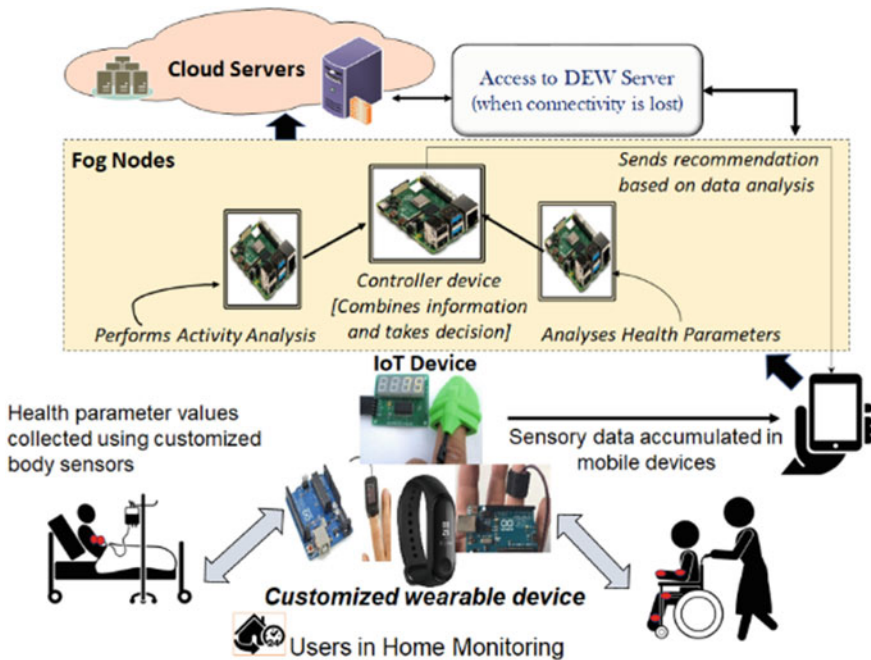 Cloud Servers
Access to DEW Server
(when connectivity is lost)
Fog Nodes
Sends recommendation
based on data analysis
Controller device
[Combines information
and takes decision]
Performs Activity Analysis
Analyses Health Parameters
IoT Device
Health parameter values
collected using customized
body sensors
Sensory data accumulated in
mobile devices
Customized wearable device
24
Users in Home Monitoring